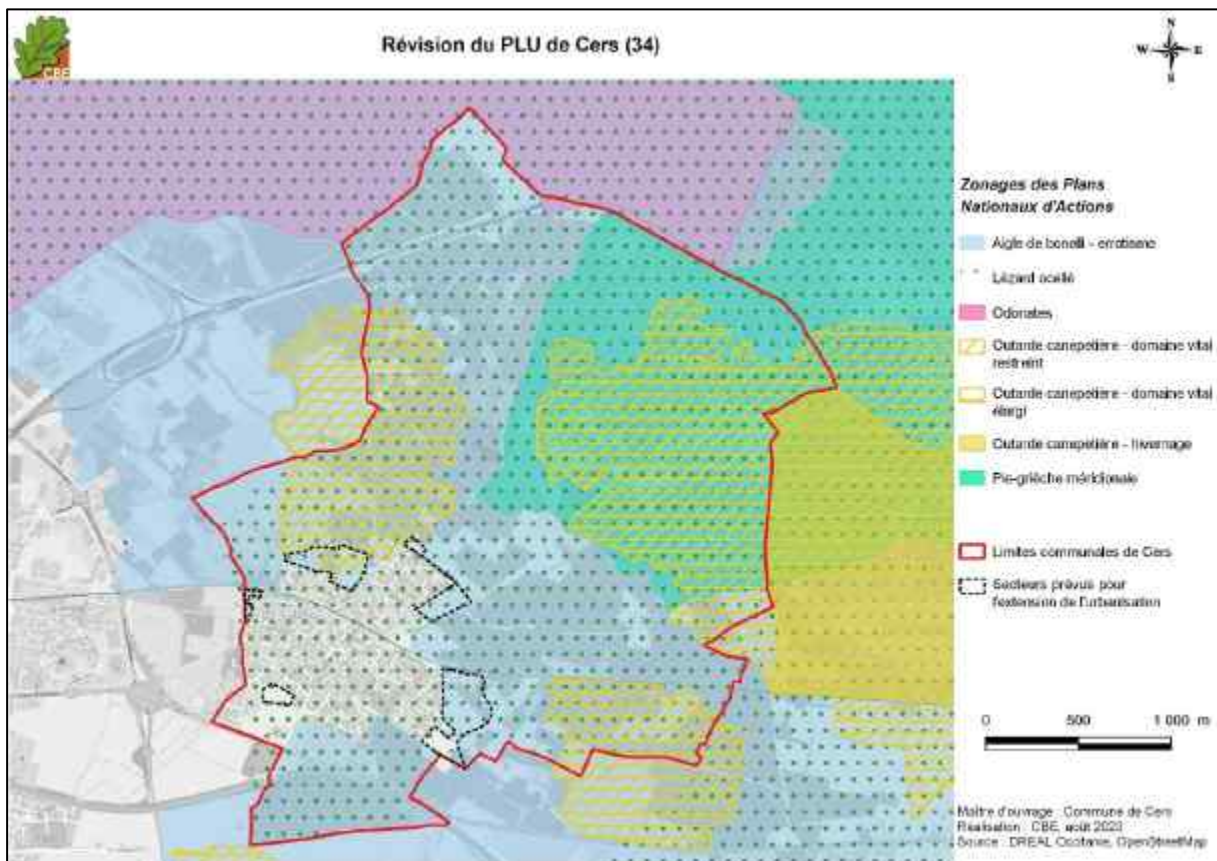 CBE
Révision du PLU de Cers (34)
N
W E
S
Zonages des Plans
Nationaux d'Actions
Aigle de bonelli - erratisme
Lézard ocellé
Odonates
Outarde canepetière - domaine vital
restreint
Outarde canepetière - domaine vital
élargi
Outarde canepetière - hivernage
Pie-grièche méridionale
Limites communales de Cers
Secteurs prévus pour
l'extension de l'urbanisation
0 500 1 000 m
Maître d'ouvrage : Commune de Cers
Réalisation : CBE, août 2023
Source : DREAL Occitanie, OpenStreetMap